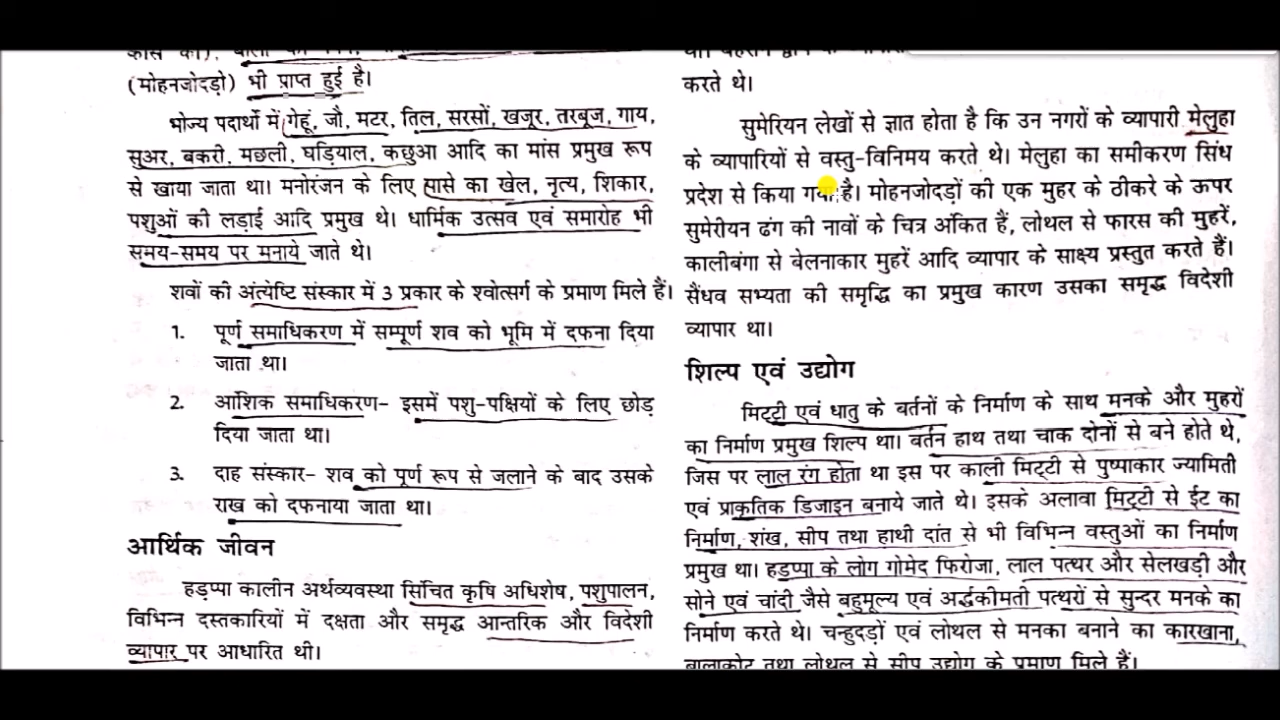 (मोहनजोदड़ो) भी प्राप्त हुई है।
भोज्य पदार्थों में गेहूं, जौ, मटर, तिल, सरसों, खजूर, तरबूज, गाय,
सुअर, बकरी, मछली, घड़ियाल, कछुआ आदि का मांस प्रमुख रूप
से खाया जाता था। मनोरंजन के लिए पासे का खेल, नृत्य, शिकार,
पशुओं की लड़ाई आदि प्रमुख थे। धार्मिक उत्सव एवं समारोह भी
समय-समय पर मनाये जाते थे।
शवों की अंत्येष्टि संस्कार में 3 प्रकार के श्वोत्सर्ग के प्रमाण मिले हैं।
1. पूर्ण समाधिकरण में सम्पूर्ण शव को भूमि में दफना दिया
जाता था।
2. आंशिक समाधिकरण- इसमें पशु-पक्षियों के लिए छोड़
दिया जाता था।
3. दाह संस्कार- शव को पूर्ण रूप से जलाने के बाद उसके
राख को दफनाया जाता था।
आर्थिक जीवन
हड़प्पा कालीन अर्थव्यवस्था सिंचित कृषि अधिशेष, पशुपालन,
विभिन्न दस्तकारियों में दक्षता और समृद्ध आन्तरिक और विदेशी
व्यापार पर आधारित थी।
करते थे।
सुमेरियन लेखों से ज्ञात होता है कि उन नगरों के व्यापारी मेलुहा
के व्यापारियों से वस्तु-विनिमय करते थे। मेलुहा का समीकरण सिंध
प्रदेश से किया गया है। मोहनजोदड़ों की एक मुहर के ठीकरे के ऊपर
सुमेरीयन ढंग की नावों के चित्र अंकित हैं, लोथल से फारस की मुहरें,
कालीबंगा से बेलनाकार मुहरें आदि व्यापार के साक्ष्य प्रस्तुत करते हैं।
सैंधव सभ्यता की समृद्धि का प्रमुख कारण उसका समृद्ध विदेशी
व्यापार था।
शिल्प एवं उद्योग
मिट्टी एवं धातु के बर्तनों के निर्माण के साथ मनके और मुहरों
का निर्माण प्रमुख शिल्प था। बर्तन हाथ तथा चाक दोनों से बने होते थे,
जिस पर लाल रंग होता था इस पर काली मिट्टी से पुष्पाकार ज्यामिती
एवं प्राकृतिक डिजाइन बनाये जाते थे। इसके अलावा मिट्टी से ईट का
निर्माण, शंख, सीप तथा हाथी दांत से भी विभिन्न वस्तुओं का निर्माण
प्रमुख था। हड़प्पा के लोग गोमेद फिरोजा, लाल पत्थर और सेलखड़ी और
सोने एवं चांदी जैसे बहुमूल्य एवं अर्द्धकीमती पत्थरों से सुन्दर मनके का
निर्माण करते थे। चन्हुदड़ों एवं लोथल से मनका बनाने का कारखाना,
बालाकोट तथा लोथल से सीप उद्योग के प्रमाण मिले हैं।